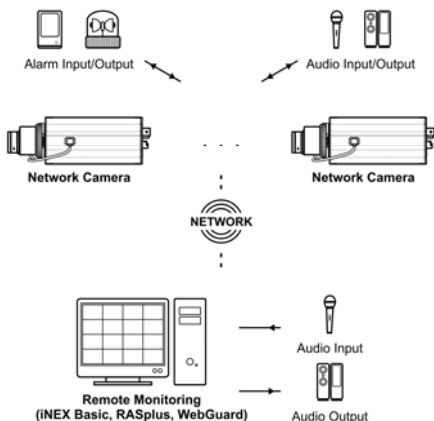 Alarm Input/Output
Audio Input/Output
Network Camera
Network Camera
NETWORK
Audio Input
Remote Monitoring
(iNEX Basic, RASplus, WebGuard)
Audio Output